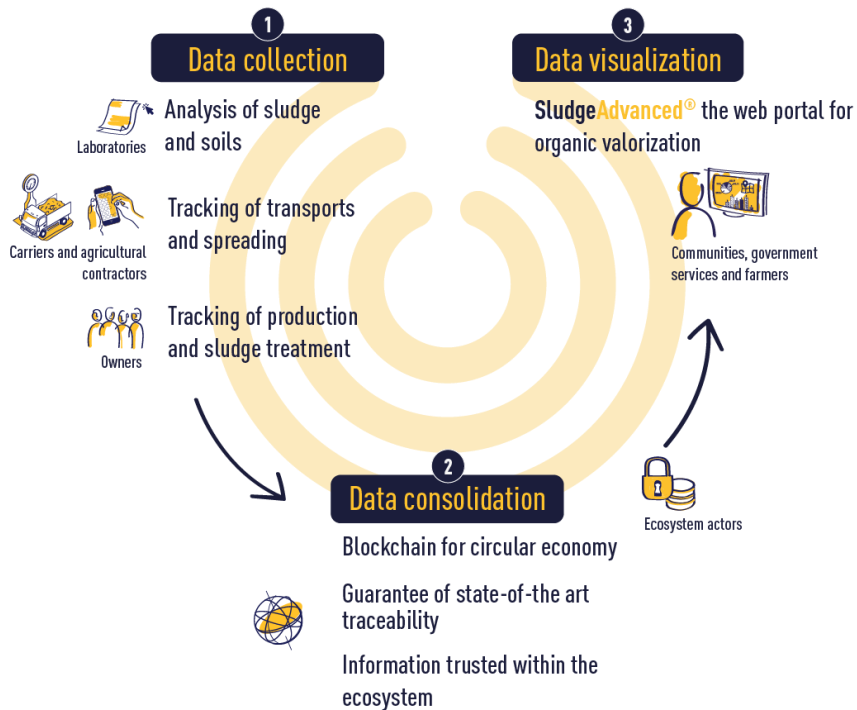 1
Data collection
Laboratories
Analysis of sludge
and soils
Carriers and agricultural
contractors
Tracking of transports
and spreading
Owners
Tracking of production
and sludge treatment
2
Data consolidation
Blockchain for circular economy
Guarantee of state-of-the art
traceability
Information trusted within the
ecosystem
Ecosystem actors
3
Data visualization
SludgeAdvanced® the web portal for
organic valorization
Communities, government
services and farmers